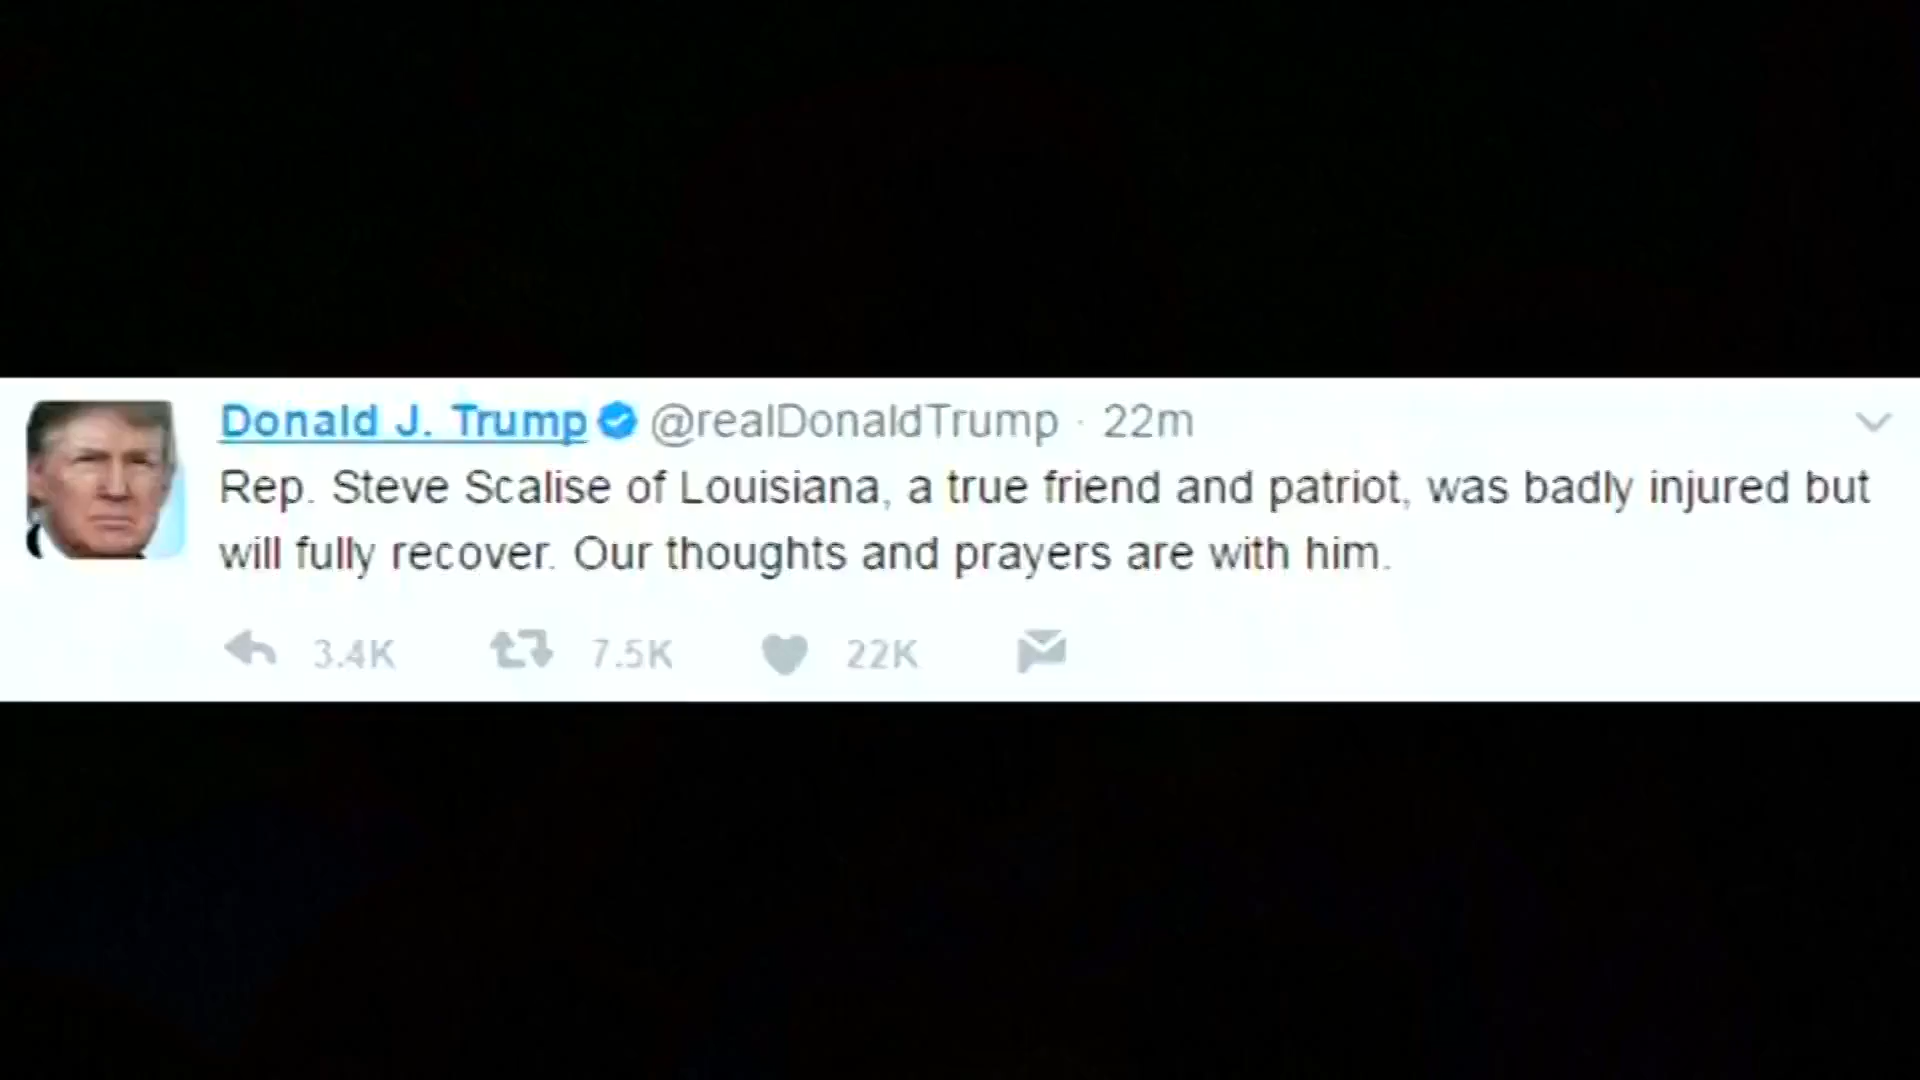 Donald J. Trump @realDonaldTrump · 22m
Rep. Steve Scalise of Louisiana, a true friend and patriot, was badly injured but
will fully recover. Our thoughts and prayers are with him.
3.4K 7.5K 22K